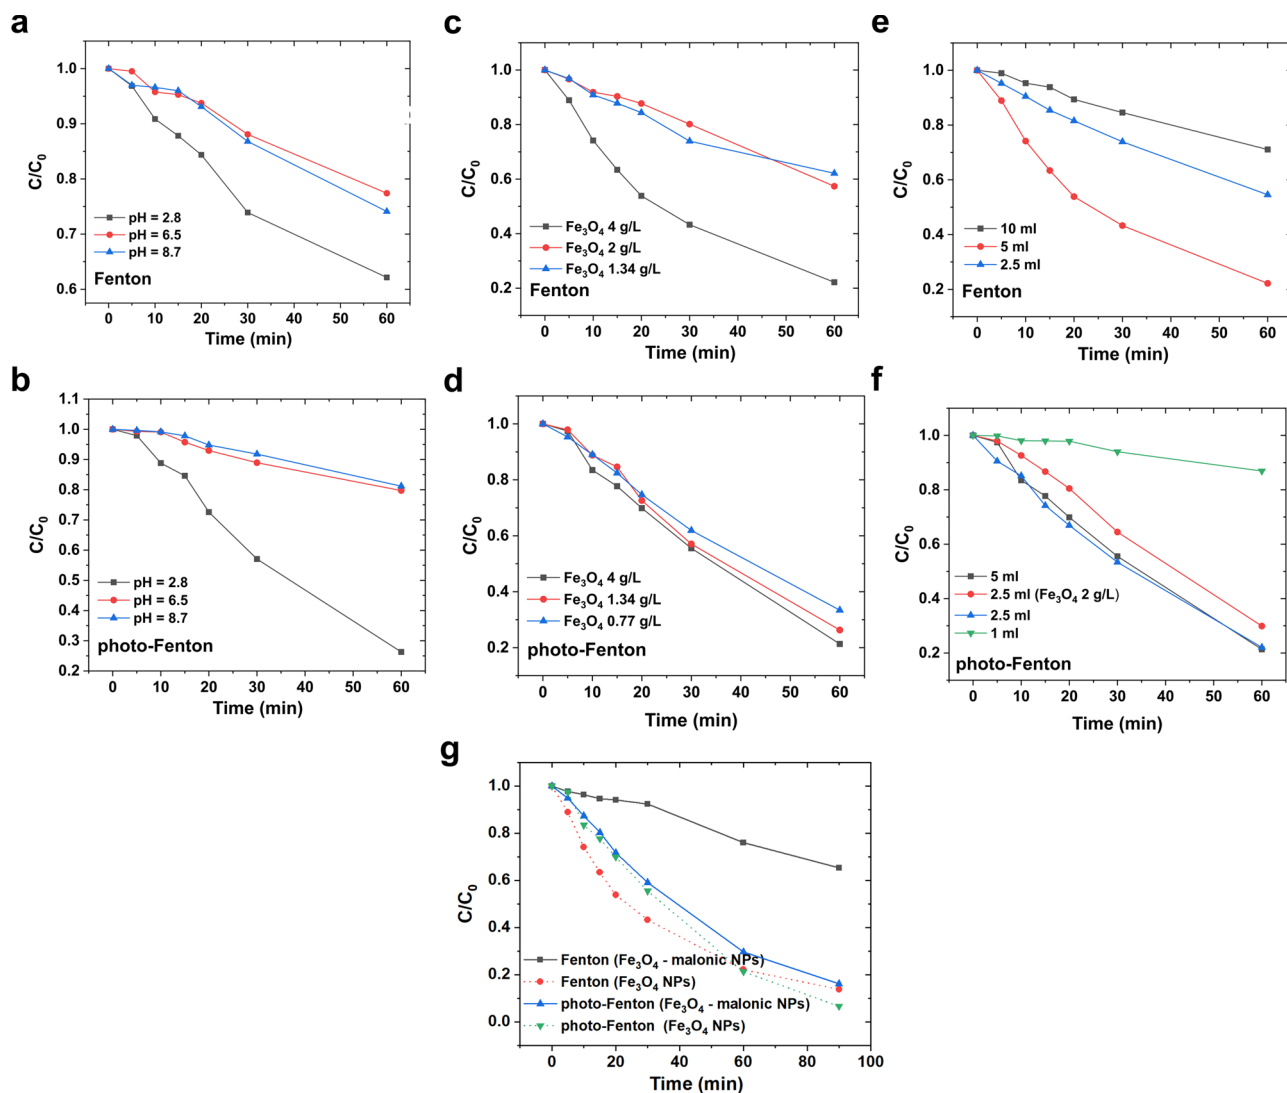 a
1.0
0.9
0.8
0.7
0.6
C/C0
pH = 2.8
pH = 6.5
pH = 8.7
Fenton
0 10 20 30 40 50 60
Time (min)
c
1.0
0.8
0.6
0.4
0.2
C/C0
Fe3O4 4 g/L
Fe3O4 2 g/L
Fe3O4 1.34 g/L
Fenton
0 10 20 30 40 50 60
Time (min)
e
1.0
0.8
0.6
0.4
0.2
C/C0
10 ml
5 ml
2.5 ml
Fenton
0 10 20 30 40 50 60
Time (min)
b
1.1
1.0
0.9
0.8
0.7
0.6
0.5
0.4
0.3
0.2
C/C0
pH = 2.8
pH = 6.5
pH = 8.7
photo-Fenton
0 10 20 30 40 50 60
Time (min)
d
1.0
0.8
0.6
0.4
0.2
C/C0
Fe3O4 4 g/L
Fe3O4 1.34 g/L
Fe3O4 0.77 g/L
photo-Fenton
0 10 20 30 40 50 60
Time (min)
f
1.0
0.8
0.6
0.4
0.2
C/C0
5 ml
2.5 ml (Fe3O4 2 g/L)
2.5 ml
1 ml
photo-Fenton
0 10 20 30 40 50 60
Time (min)
g
1.0
0.8
0.6
0.4
0.2
0.0
C/C0
Fenton (Fe3O4 - malonic NPs)
Fenton (Fe3O4 NPs)
photo-Fenton (Fe3O4 - malonic NPs)
photo-Fenton (Fe3O4 NPs)
0 20 40 60 80 100
Time (min)